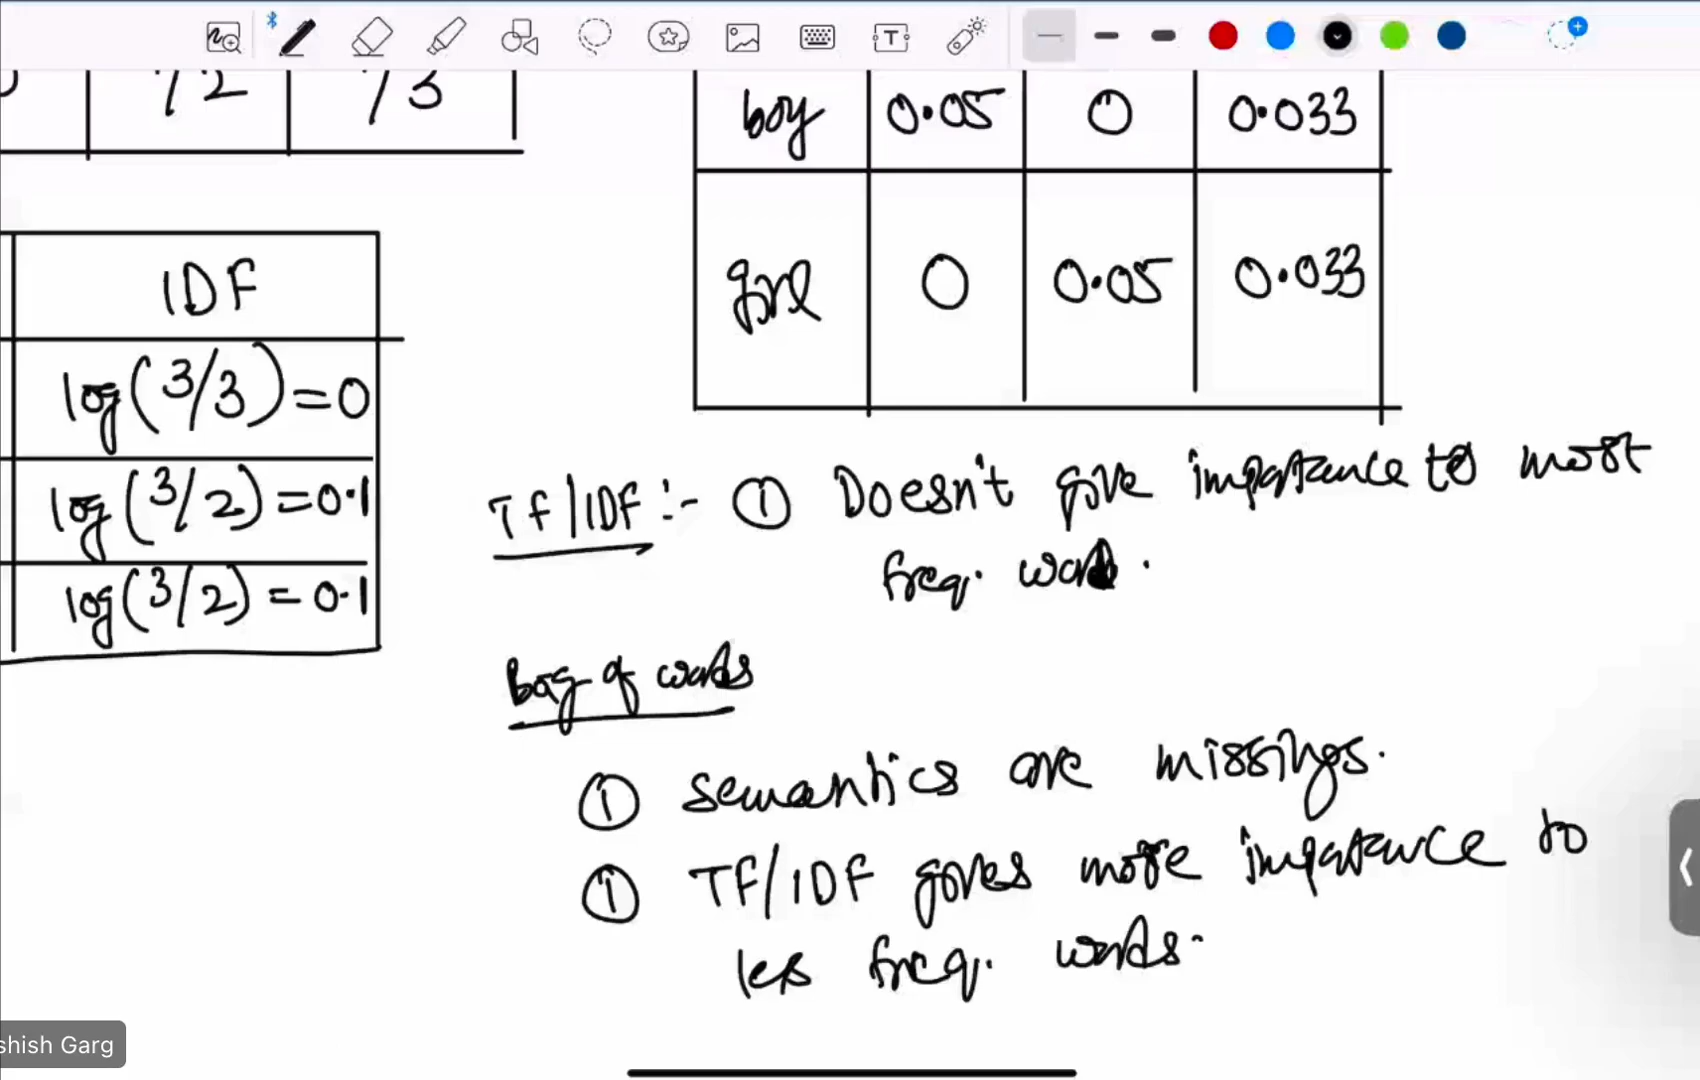 /2 /3
boy 0.05 0 0.033
girl 0 0.05 0.033
IDF
log(3/3)=0
log(3/2)=0.1
log(3/2)=0.1
TF/IDF :- ① Doesn't give importance to most
freq. word.
Bag of words
① semantics are missings.
① TF/IDF gives more importance to
less freq. words.
shish Garg